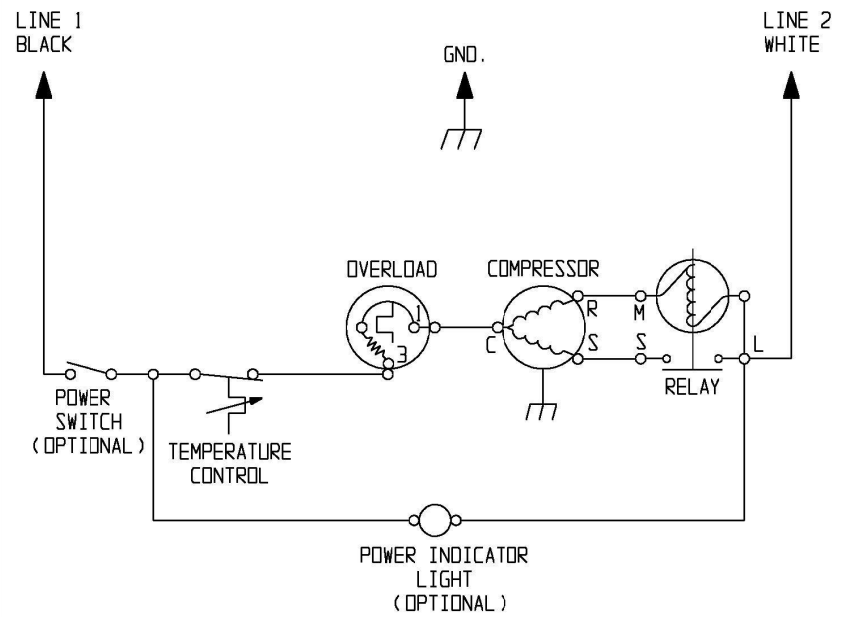 LINE 1
BLACK
LINE 2
WHITE
GND.
OVERLOAD
COMPRESSOR
1
3
C
R
S
M
S
L
RELAY
POWER
SWITCH
(OPTIONAL)
TEMPERATURE
CONTROL
POWER INDICATOR
LIGHT
(OPTIONAL)